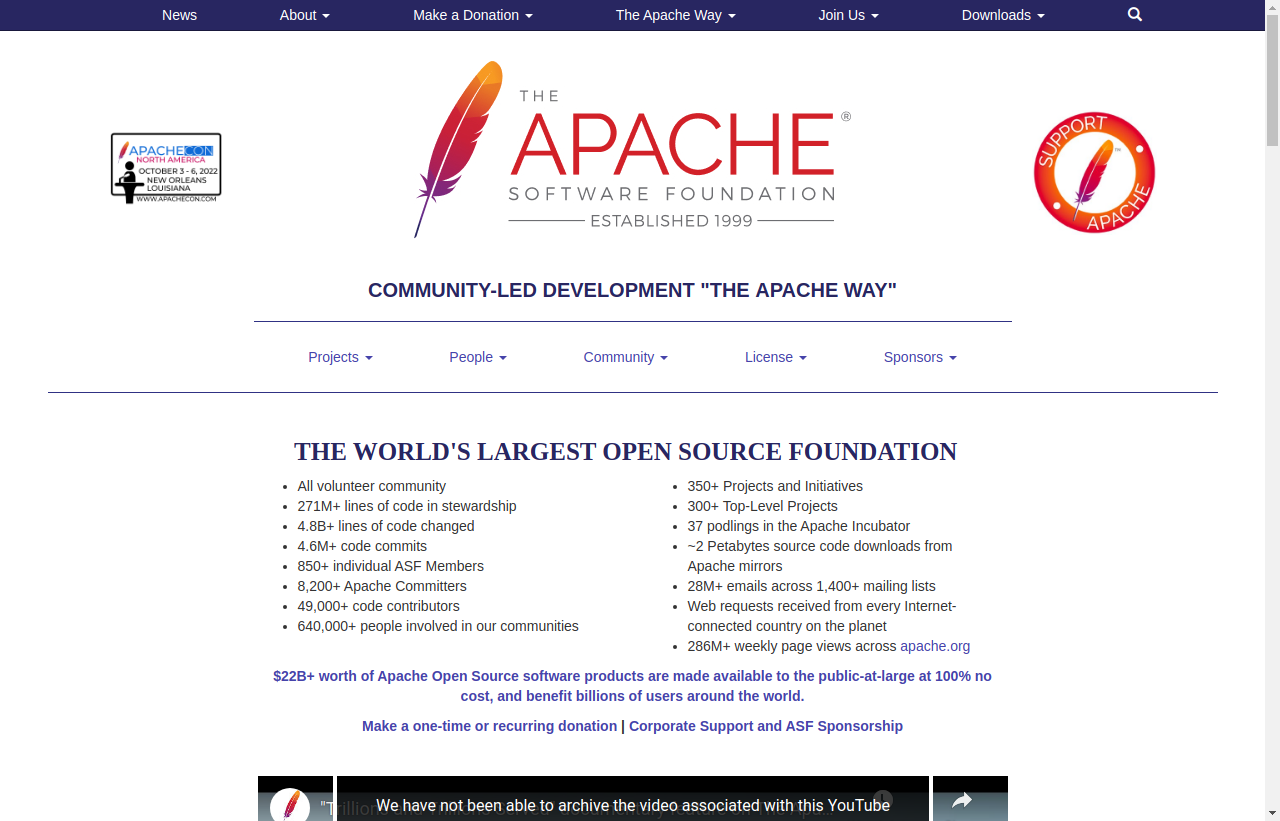 News About Make a Donation The Apache Way Join Us Downloads
APACHECON
NORTH AMERICA
OCTOBER 3 - 6, 2022
NEW ORLEANS
LOUISIANA
WWW.APACHECON.COM
THE
APACHE®
SOFTWARE FOUNDATION
ESTABLISHED 1999
SUPPORT
APACHE
™
COMMUNITY-LED DEVELOPMENT "THE APACHE WAY"
Projects People Community License Sponsors
THE WORLD'S LARGEST OPEN SOURCE FOUNDATION
All volunteer community
271M+ lines of code in stewardship
4.8B+ lines of code changed
4.6M+ code commits
850+ individual ASF Members
8,200+ Apache Committers
49,000+ code contributors
640,000+ people involved in our communities
350+ Projects and Initiatives
300+ Top-Level Projects
37 podlings in the Apache Incubator
~2 Petabytes source code downloads from
Apache mirrors
28M+ emails across 1,400+ mailing lists
Web requests received from every Internet-
connected country on the planet
286M+ weekly page views across apache.org
$22B+ worth of Apache Open Source software products are made available to the public-at-large at 100% no
cost, and benefit billions of users around the world.
Make a one-time or recurring donation | Corporate Support and ASF Sponsorship
We have not been able to archive the video associated with this YouTube